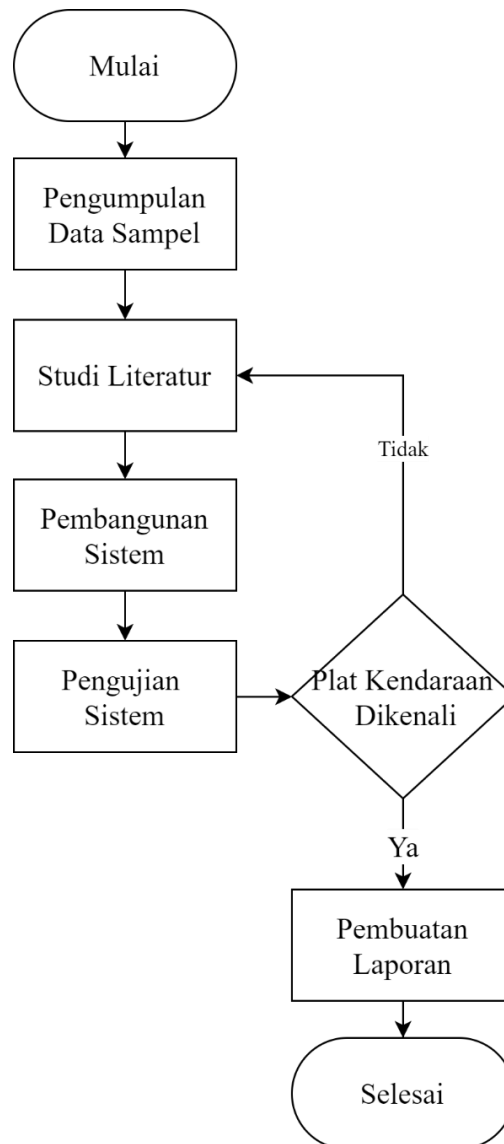 Mulai
Pengumpulan
Data Sampel
Studi Literatur
Tidak
Pembangunan
Sistem
Pengujian
Sistem
Plat Kendaraan
Dikenali
Ya
Pembuatan
Laporan
Selesai